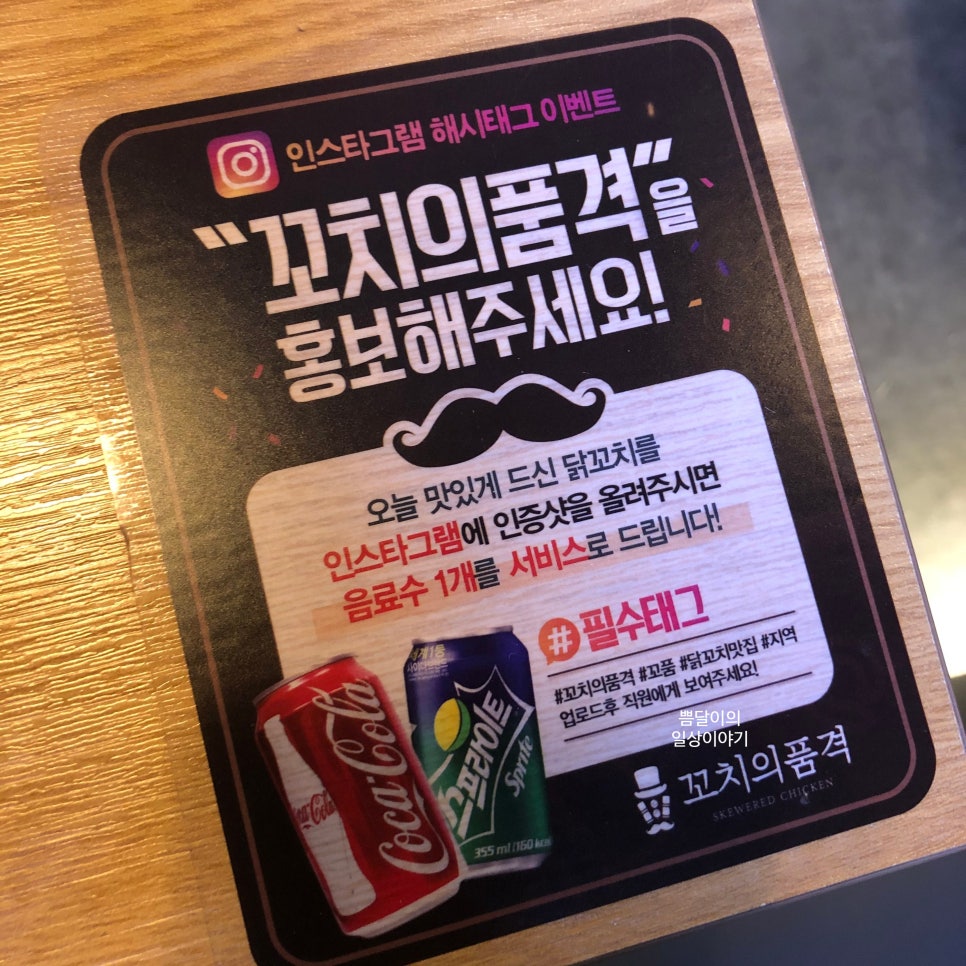 인스타그램 해시태그 이벤트
"꼬치의품격"을
홍보해주세요!
오늘 맛있게 드신 닭꼬치를
인스타그램에 인증샷을 올려주시면
음료수 1개를 서비스로 드립니다!
# 필수태그
#꼬치의품격 #꼬품 #닭꼬치맛집 #지역
업로드후 직원에게 보여주세요!
쁨달이의
일상이야기
꼬치의품격
SKEWERED CHICKEN
Coca-Cola
Coca-Cola
스프라이트
Sprite
355 ml (160 kcal